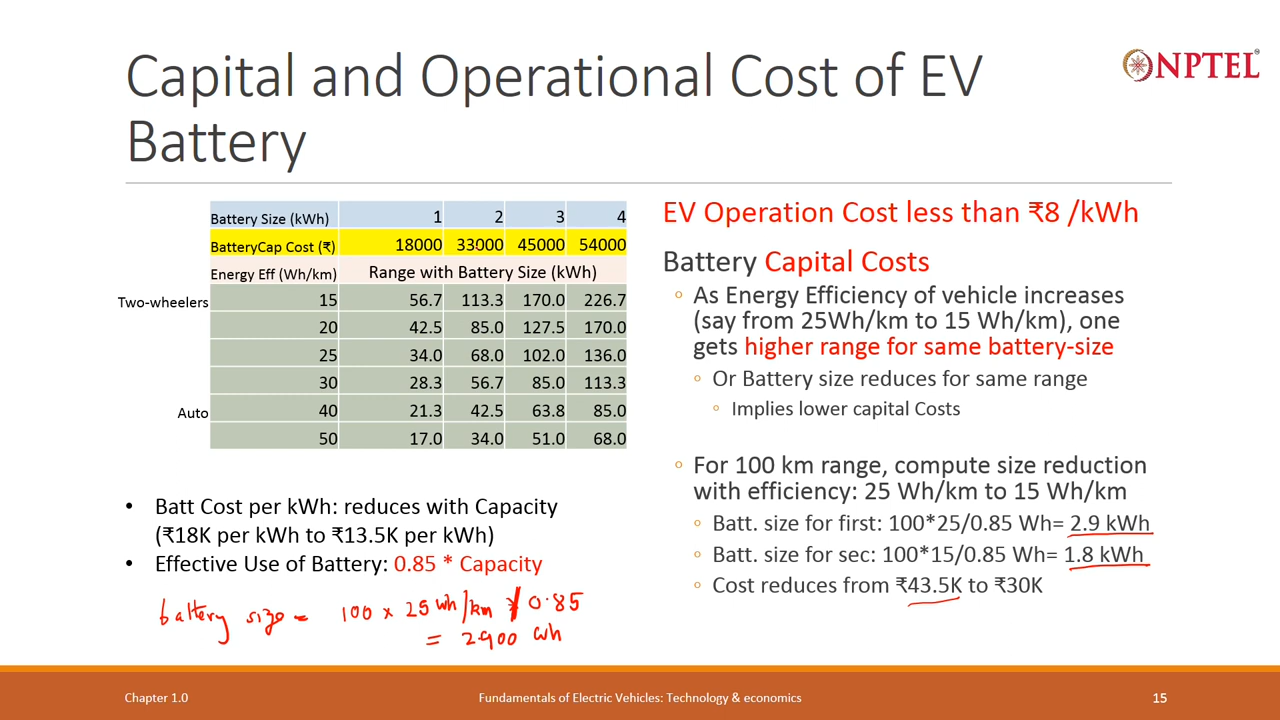 Capital and Operational Cost of EV
Battery
NPTEL
Battery Size (kWh) 1 2 3 4
BatteryCap Cost (₹) 18000 33000 45000 54000
Energy Eff (Wh/km) Range with Battery Size (kWh)
Two-wheelers 15 56.7 113.3 170.0 226.7
20 42.5 85.0 127.5 170.0
25 34.0 68.0 102.0 136.0
30 28.3 56.7 85.0 113.3
Auto 40 21.3 42.5 63.8 85.0
50 17.0 34.0 51.0 68.0
• Batt Cost per kWh: reduces with Capacity
(₹18K per kWh to ₹13.5K per kWh)
• Effective Use of Battery: 0.85 * Capacity
battery size = 100 x 25 Wh/km / 0.85
= 2900 Wh
EV Operation Cost less than ₹8 /kWh
Battery Capital Costs
◦ As Energy Efficiency of vehicle increases
(say from 25Wh/km to 15 Wh/km), one
gets higher range for same battery-size
◦ Or Battery size reduces for same range
◦ Implies lower capital Costs
◦ For 100 km range, compute size reduction
with efficiency: 25 Wh/km to 15 Wh/km
◦ Batt. size for first: 100*25/0.85 Wh= 2.9 kWh
◦ Batt. size for sec: 100*15/0.85 Wh= 1.8 kWh
◦ Cost reduces from ₹43.5K to ₹30K
Chapter 1.0 Fundamentals of Electric Vehicles: Technology & economics 15